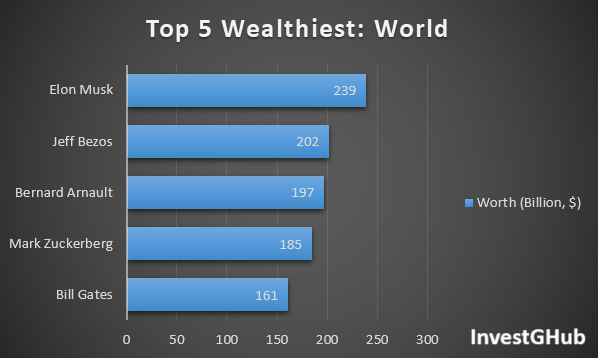 Top 5 Wealthiest: World
Elon Musk 239
Jeff Bezos 202
Bernard Arnault 197
Mark Zuckerberg 185
Bill Gates 161
Worth (Billion, $)
0 50 100 150 200 250 300
InvestGHub